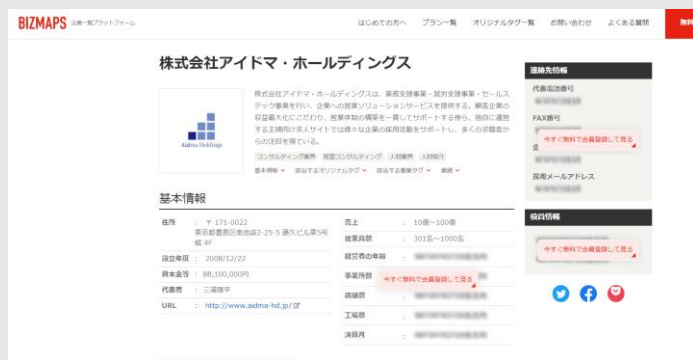 BIZMAPS 企業一覧プラットフォーム
はじめての方へ プラン一覧 オリジナルタグ一覧 お問い合わせ よくある質問 無料
株式会社アイドマ・ホールディングス
Aidma Holdings
株式会社アイドマ・ホールディングスは、業務支援事業・就労支援事業・セールス
テック事業を行い、企業への営業ソリューションサービスを提供する。顧客企業の
収益最大化にこだわり、営業体制の構築を一貫してサポートする傍ら、独自に運営
する主婦向け求人サイトでは様々な企業の採用活動をサポートし、多くの求職者か
らの注目を得ている。
コンサルティング業界 経営コンサルティング 人材業界 人材紹介
基本情報 該当するオリジナルタグ 該当する事業タグ 業績
基本情報
住所 : 〒 171-0022
東京都豊島区南池袋2-25-5 藤久ビル東5号
館 4F
設立年度 : 2008/12/22
資本金等 : 88,100,000円
代表者 : 三浦陽平
URL : http://www.aidma-hd.jp/
売上 : 10億~100億
従業員数 : 301名~1000名
経営者の年齢 :
事業所数
今すぐ無料で会員登録して見る
店舗数 :
工場数 :
決算月 :
連絡先情報
代表電話番号
FAX番号
今すぐ無料で会員登録して見る
採用メールアドレス
役員情報
今すぐ無料で会員登録して見る